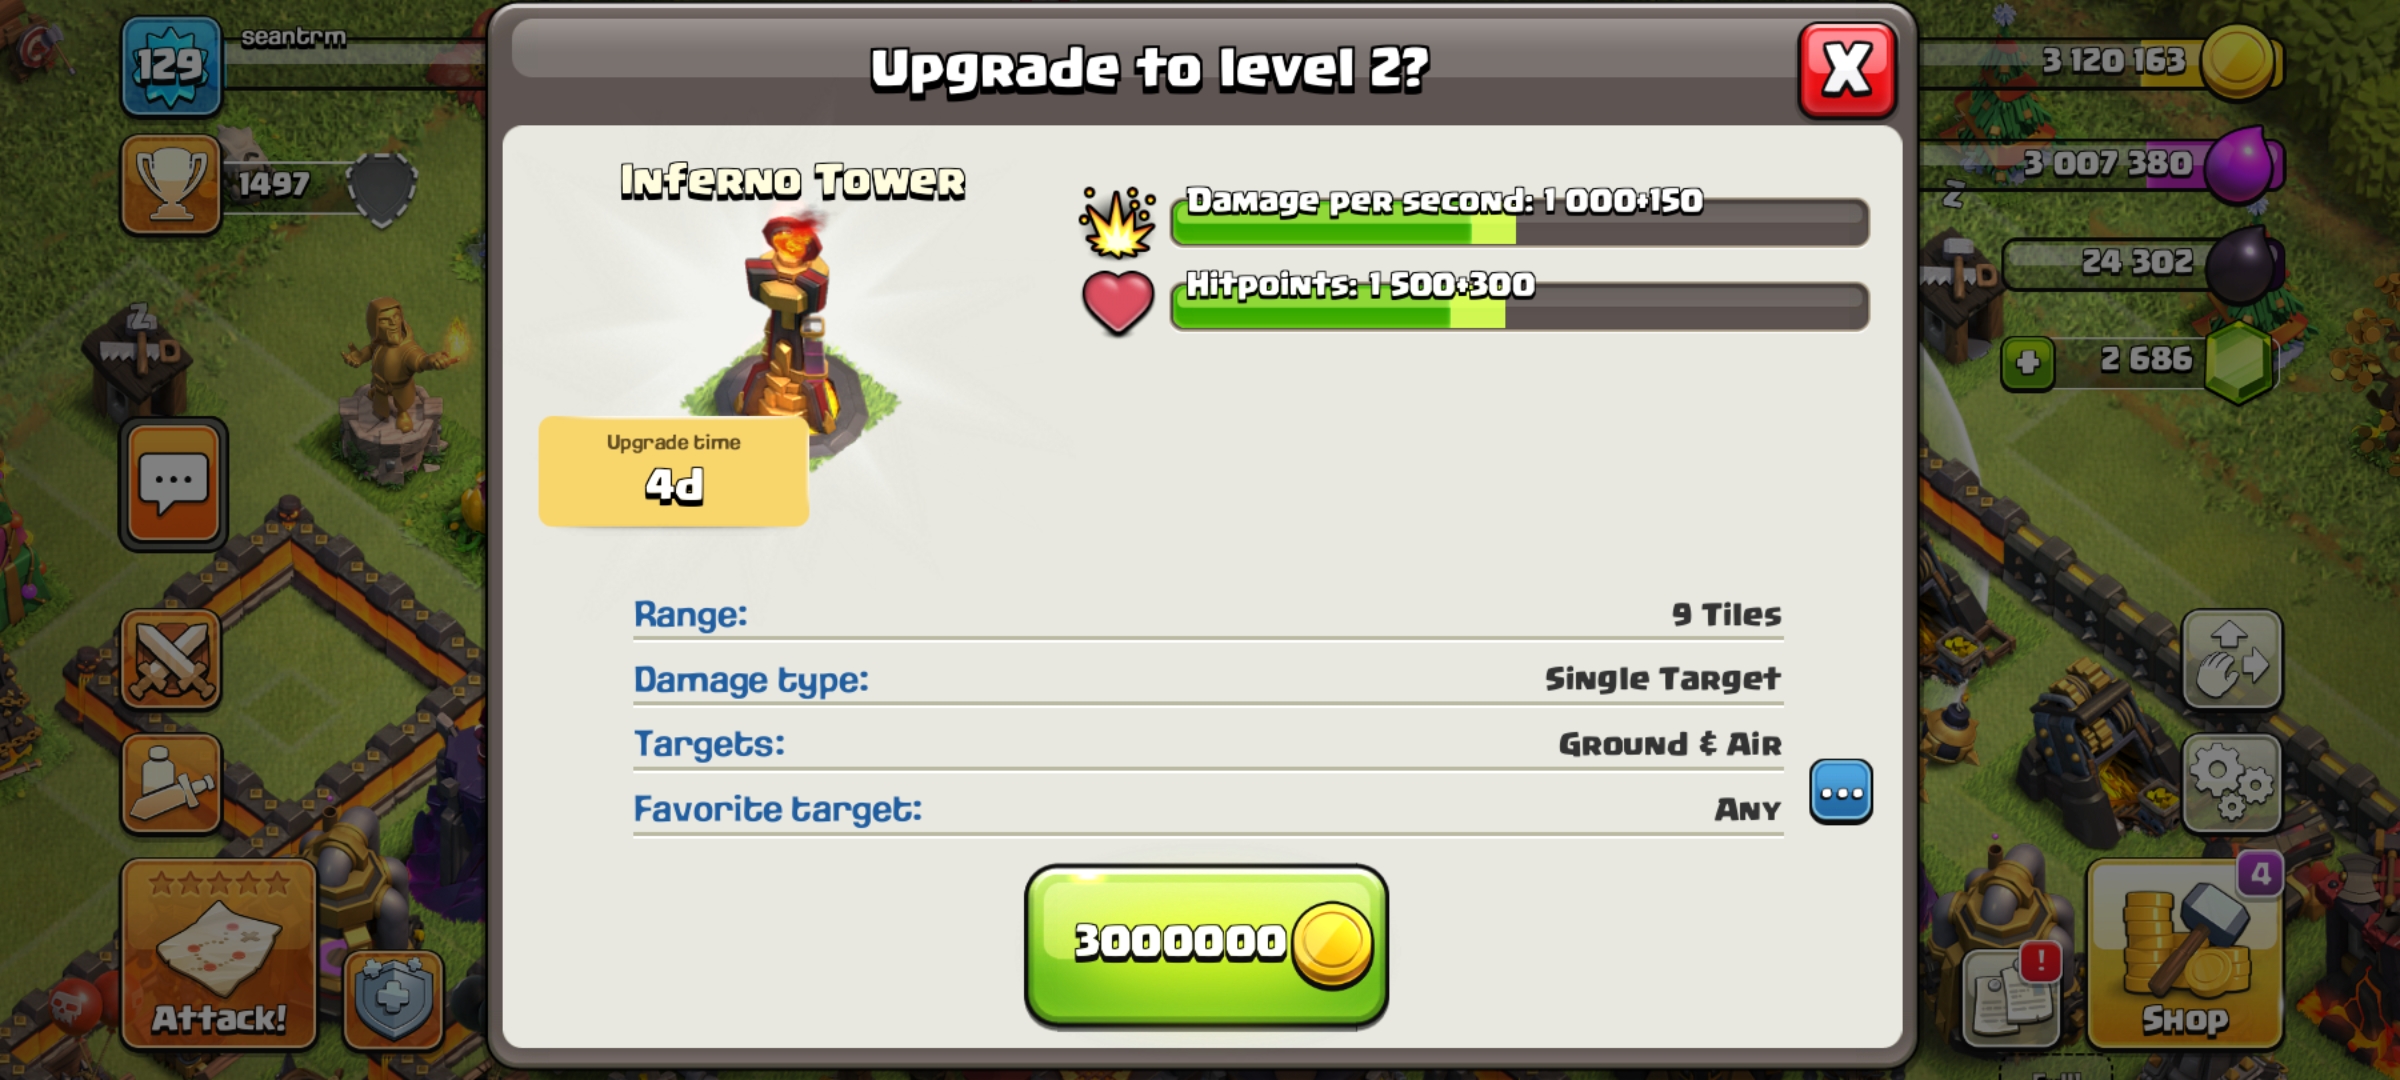 129
seantrm
1497
Upgrade to level 2?
X
3 120 163
3 007 380
24 302
2 686
Inferno Tower
Damage per second: 1 000+150
Hitpoints: 1 500+300
Upgrade time
4d
Range: 9 Tiles
Damage type: Single Target
Targets: Ground & Air
Favorite target: Any
3000000
Attack!
4
!
Shop
Z
Z